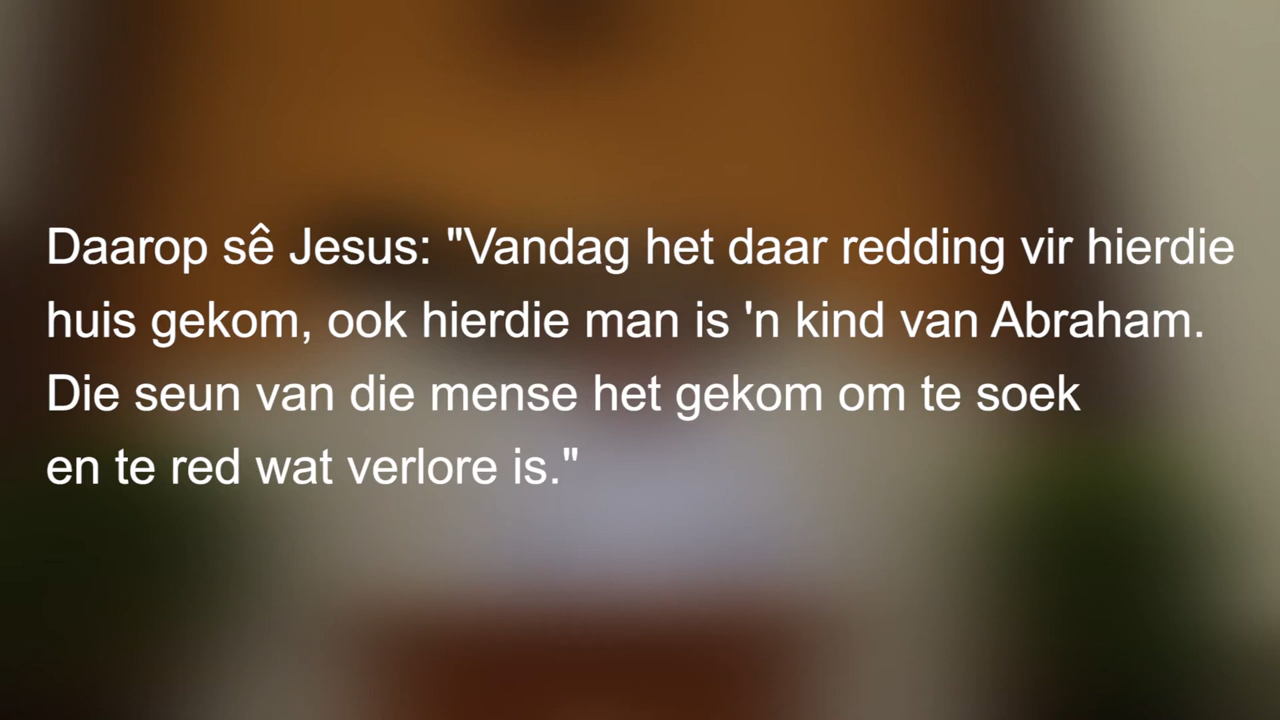 Daarop sê Jesus: "Vandag het daar redding vir hierdie
huis gekom, ook hierdie man is 'n kind van Abraham.
Die seun van die mense het gekom om te soek
en te red wat verlore is."